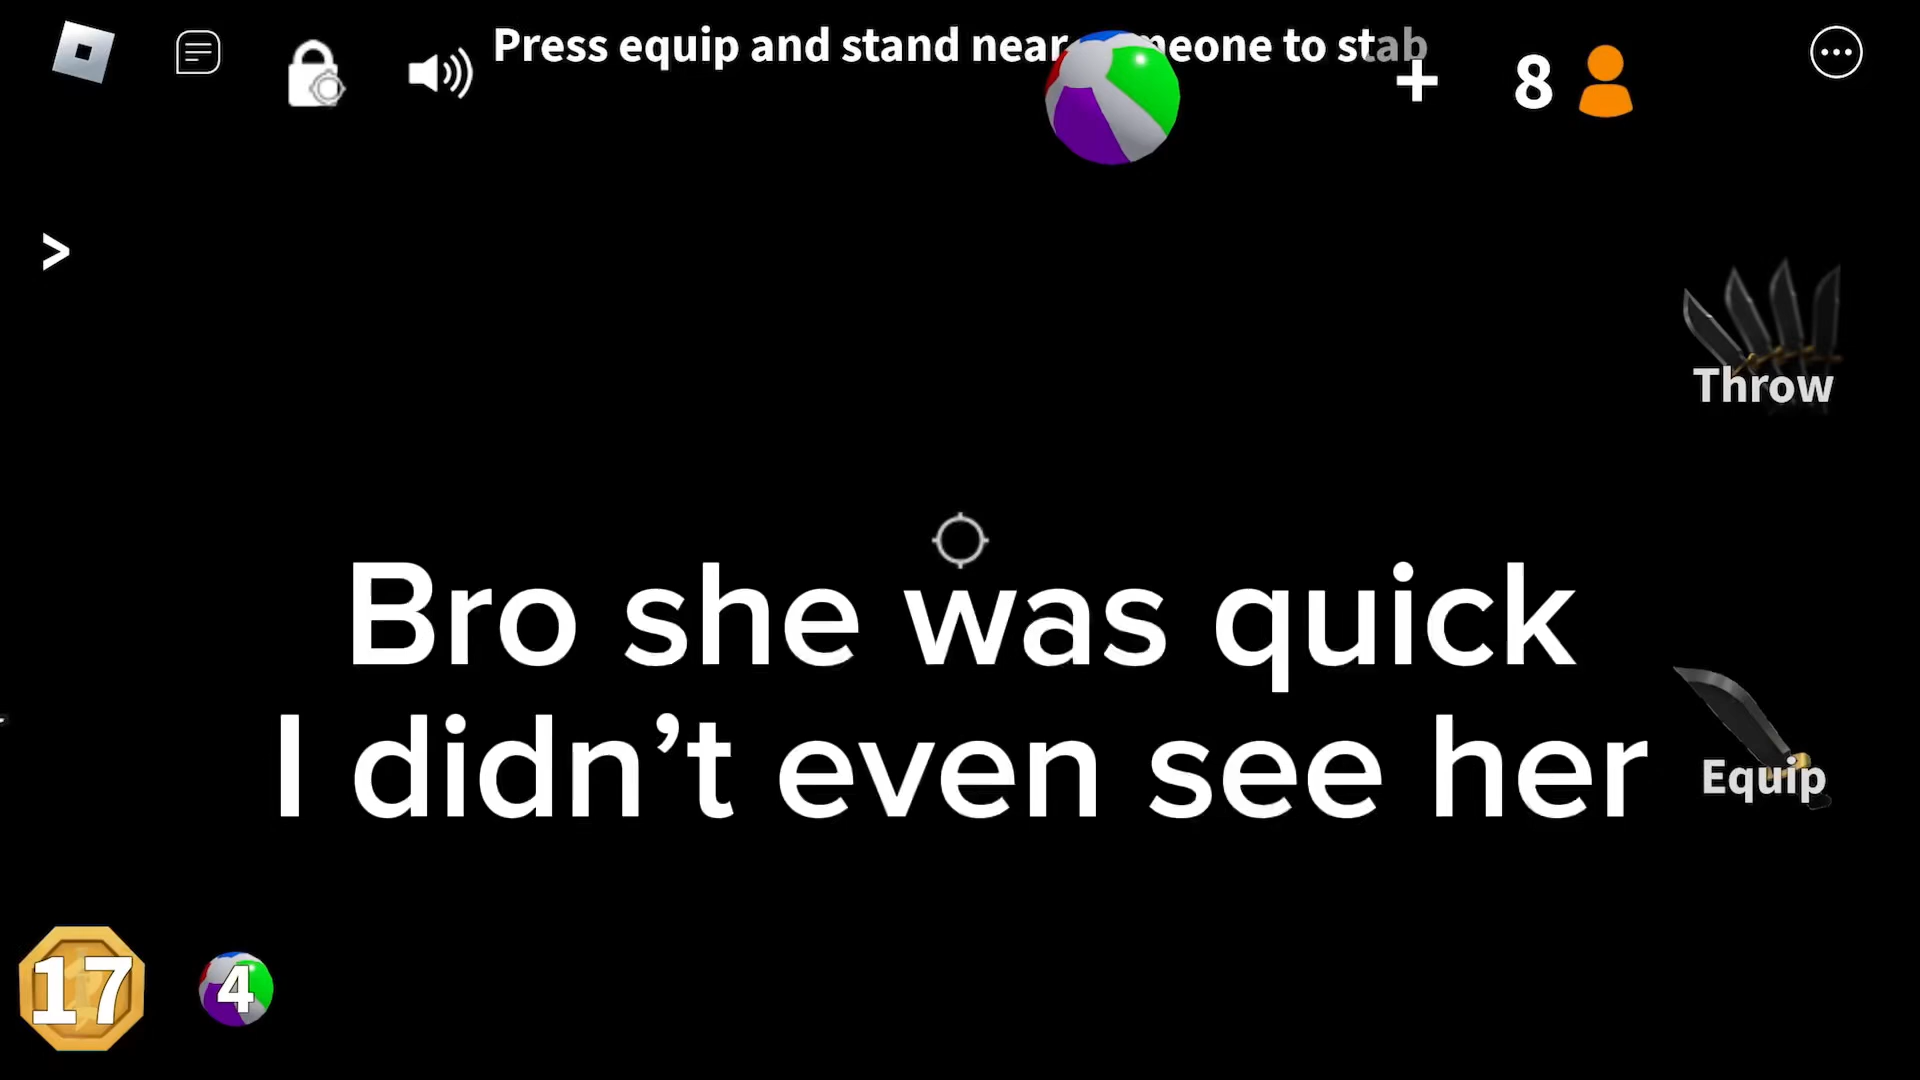 Press equip and stand near meone to stab
+ 8
>
Throw
Bro she was quick
I didn’t even see her
Equip
17
4